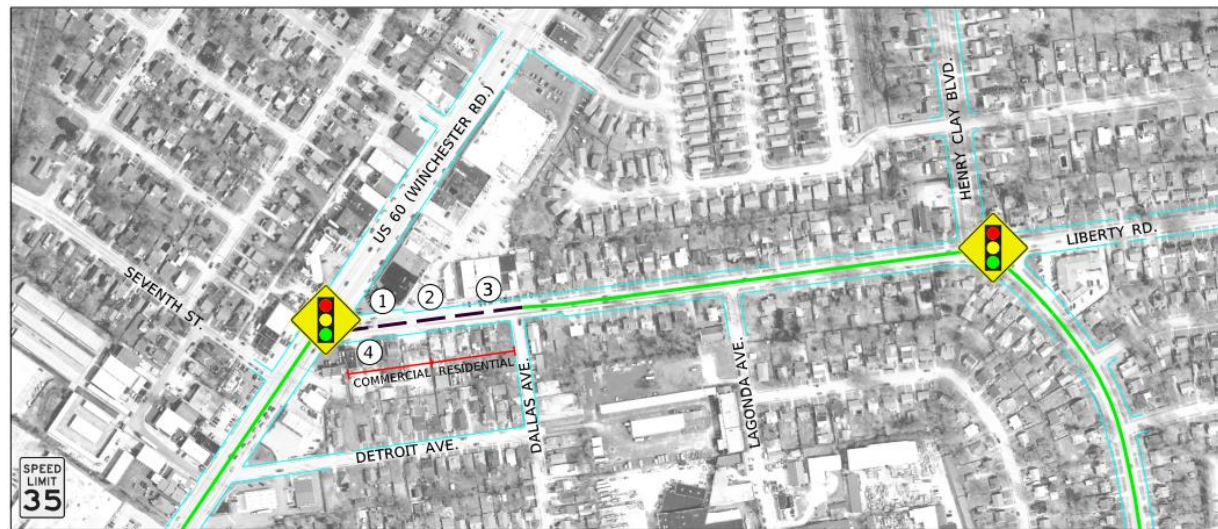 HENRY CLAY BLVD.
US 60 (WINCHESTER RD.)
LIBERTY RD.
SEVENTH ST.
1
2
3
4
COMMERCIAL RESIDENTIAL
DALLAS AVE.
LAGONDA AVE.
DETROIT AVE.
SPEED
LIMIT
35